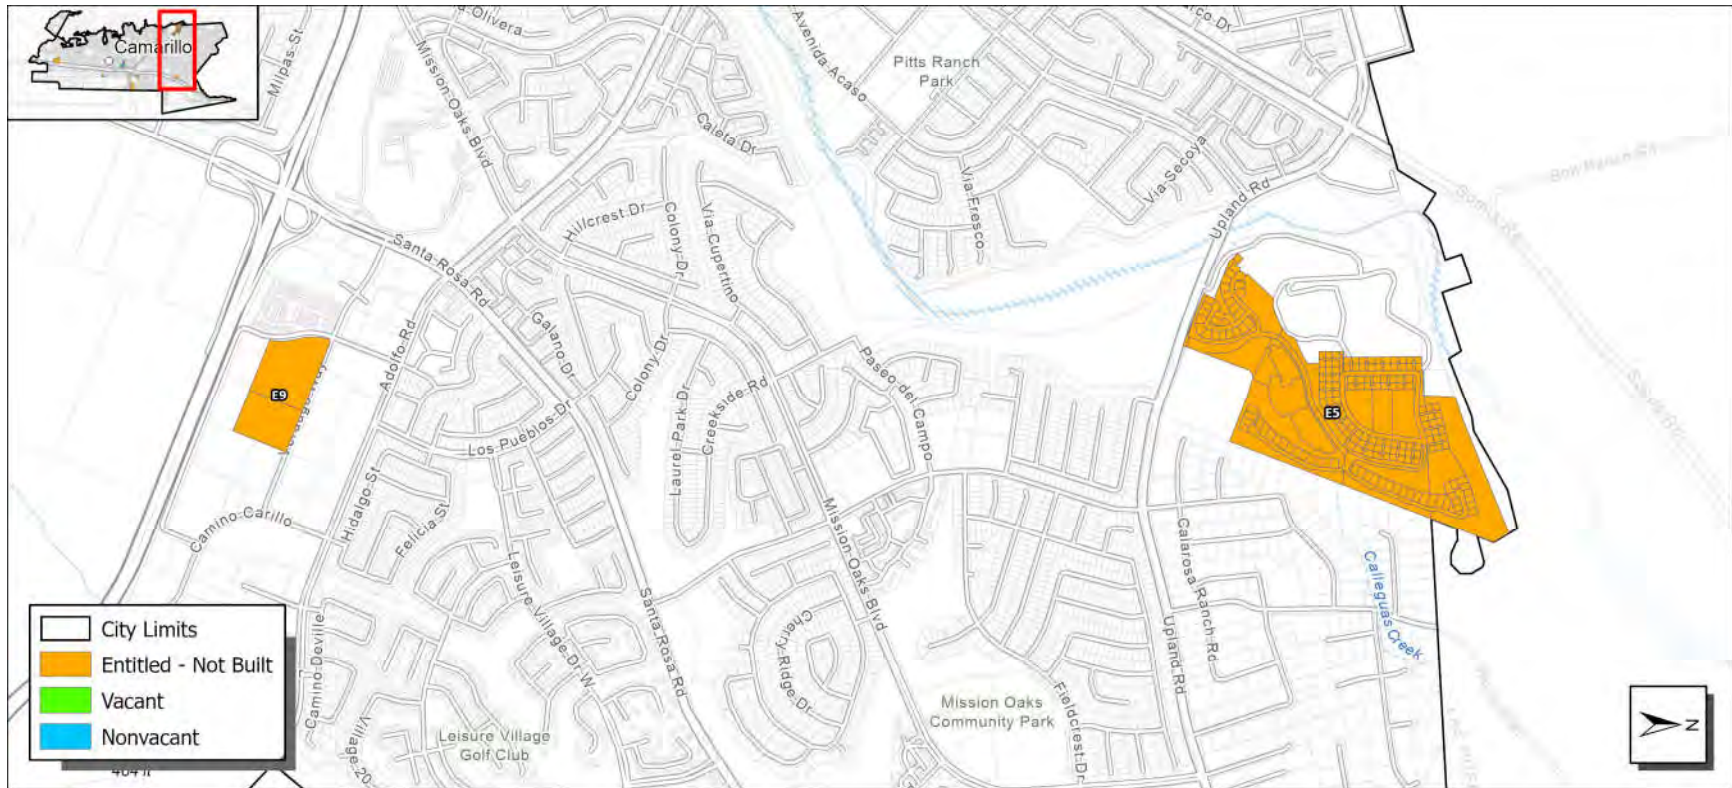 Camarillo
Milpas St
Mission Oaks Blvd
Olivera
Avenida Acaso
Pitts Ranch
Park
Caleta Dr
Via Secoya
Via Fresco
Upland Rd
Hillcrest Dr
Colony Dr
Via Cupertino
Santa Rosa Rd
Adolfo Rd
Galano Dr
Colony Dr
Laurel Park Dr
Creekside Rd
Paseo del Campo
Los Pueblos Dr
E9
E5
Hidalgo St
Felicia St
Camino Carillo
Leisure Village Dr W
Mission Oaks Blvd
Cherry Ridge Dr
Santa Rosa Rd
Calarosa Ranch Rd
Upland Rd
Calleguas Creek
Camino Deville
Village 20
Leisure Village
Golf Club
Mission Oaks
Community Park
Fieldcrest Dr
City Limits
Entitled - Not Built
Vacant
Nonvacant
N